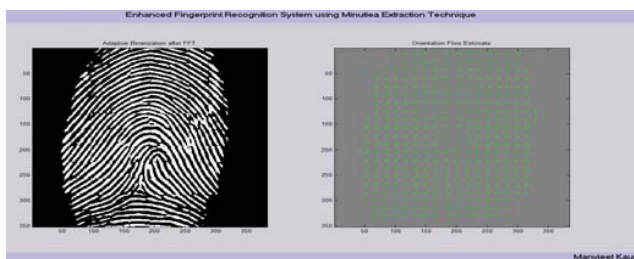 Enhanced Fingerprint Recognition System using Minutiea Extraction Technique
Adaptive Binarization after FFT
Orientation Flow Estimate
50
100
150
200
250
300
350
50 100 150 200 250 300 350
50
100
150
200
250
300
350
50 100 150 200 250 300 350
Manvjeet Kau